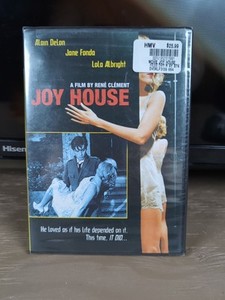 Alain Delon
Jane Fonda
Lola Albright
HMV
A FILM BY RENÉ CLÉMENT
JOY HOUSE
He loved as if his life depended on it.
This time, IT DID...
Hisen